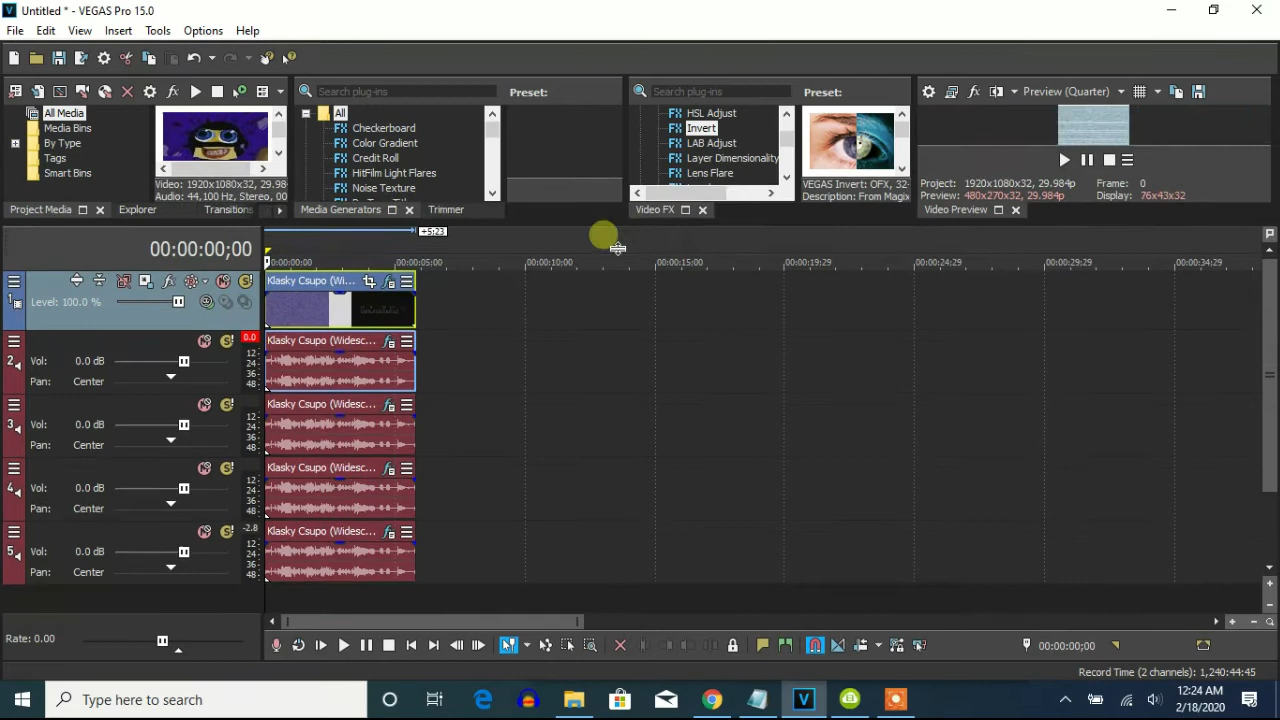 Untitled * - VEGAS Pro 15.0
File Edit View Insert Tools Options Help
Search plug-ins
Preset:
Search plug-ins
Preset:
Preview (Quarter)
All Media
Media Bins
By Type
Tags
Smart Bins
Video: 1920x1080x32, 29.984
Audio: 44,100 Hz, Stereo, 00
All
Checkerboard
Color Gradient
Credit Roll
HitFilm Light Flares
Noise Texture
HSL Adjust
Invert
LAB Adjust
Layer Dimensionality
Lens Flare
VEGAS Invert: OFX, 32-
Description: From Magix
Project: 1920x1080x32, 29.984p
Preview: 480x270x32, 29.984p
Frame: 0
Display: 76x43x32
Project Media
Explorer
Transitions
Media Generators
Trimmer
Video FX
Video Preview
00:00:00;00
+5;23
00:00:00;00 00:00:05;00 00:00:10;00 00:00:15;00 00:00:19;29 00:00:24;29 00:00:29;29 00:00:34;29
1
Level: 100.0 %
Klasky Csupo (Wi...
2
Vol: 0.0 dB
Pan: Center
0.0
12-
24-
36-
48-
Klasky Csupo (Widesc...
3
Vol: 0.0 dB
Pan: Center
12-
24-
36-
48-
Klasky Csupo (Widesc...
4
Vol: 0.0 dB
Pan: Center
12-
24-
36-
48-
Klasky Csupo (Widesc...
5
Vol: 0.0 dB
Pan: Center
-2.8
12-
24-
36-
48-
Klasky Csupo (Widesc...
Rate: 0.00
00:00:00;00
Record Time (2 channels): 1,240:44:45
Type here to search
12:24 AM
2/18/2020